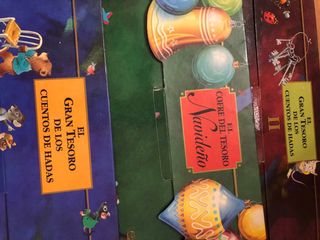 EL
GRAN TESORO
DE LOS
CUENTOS DE HADAS
EL
COFRE DEL TESORO
Navideño
EL
GRAN TESORO
DE LOS
CUENTOS DE HADAS
II